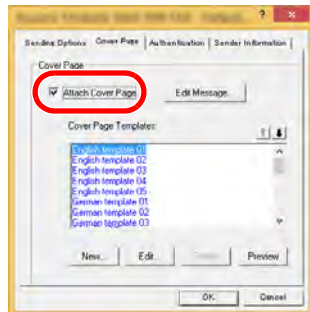 ?
Sending Options Cover Page Authentication Sender Information
Cover Page
Attach Cover Page Edit Message...
Cover Page Templates:
English template 01
English template 02
English template 03
English template 04
English template 05
German template 01
German template 02
German template 03
New... Edit... Preview
OK Cancel